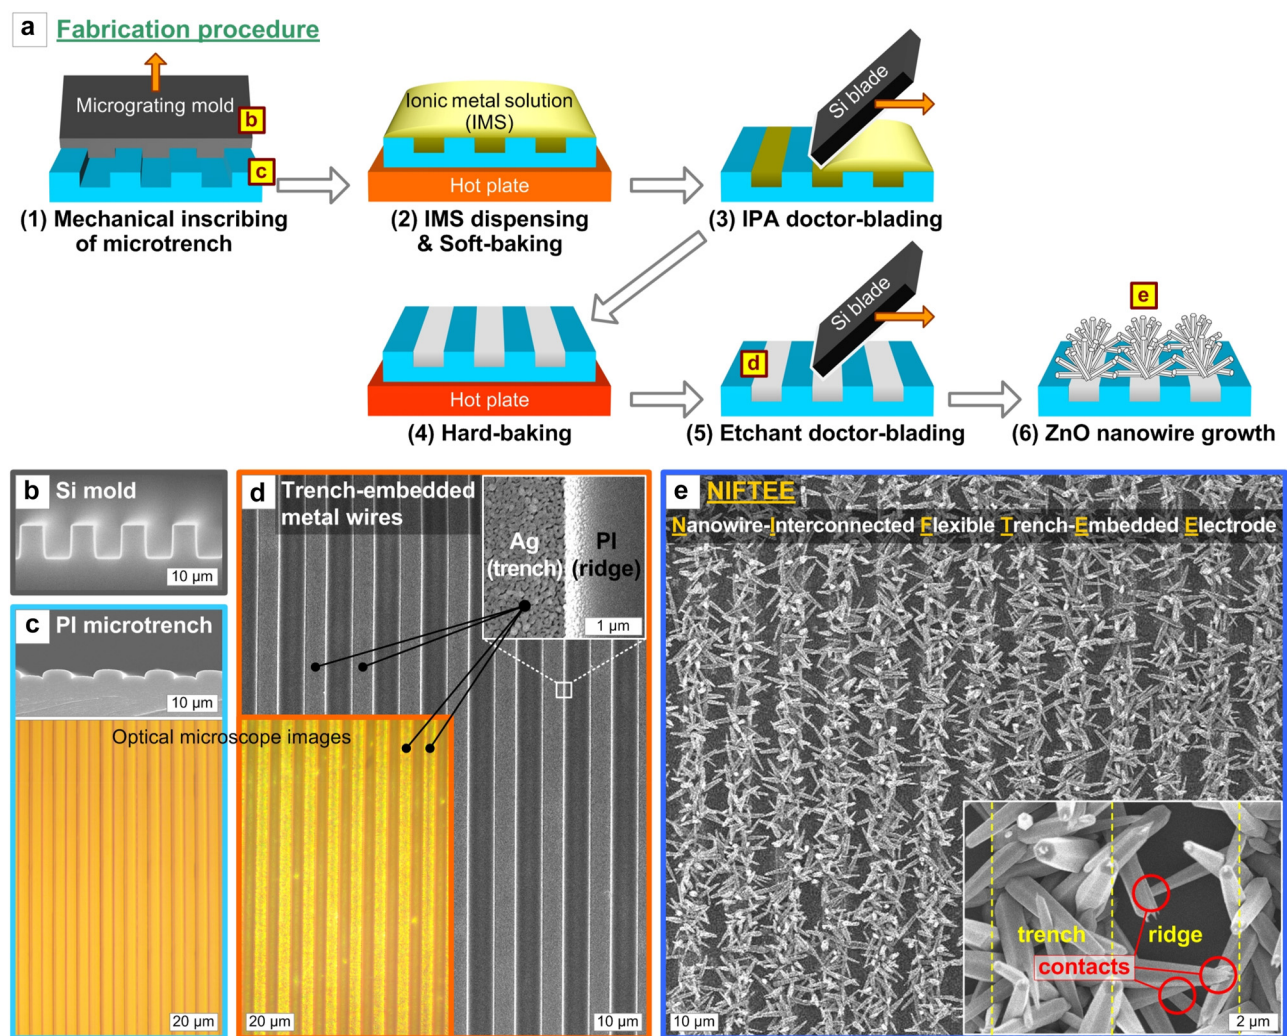 a Fabrication procedure
Micrograting mold
b
c
Ionic metal solution
(IMS)
Hot plate
Si blade
(1) Mechanical inscribing
of microtrench
(2) IMS dispensing
& Soft-baking
(3) IPA doctor-blading
Hot plate
Si blade
d
e
(4) Hard-baking
(5) Etchant doctor-blading
(6) ZnO nanowire growth
b Si mold
10 µm
c PI microtrench
10 µm
Optical microscope images
20 µm
d Trench-embedded
metal wires
Ag
(trench)
PI
(ridge)
1 µm
20 µm
10 µm
e NIFTEE
Nanowire-Interconnected Flexible Trench-Embedded Electrode
trench
ridge
contacts
10 µm
2 µm